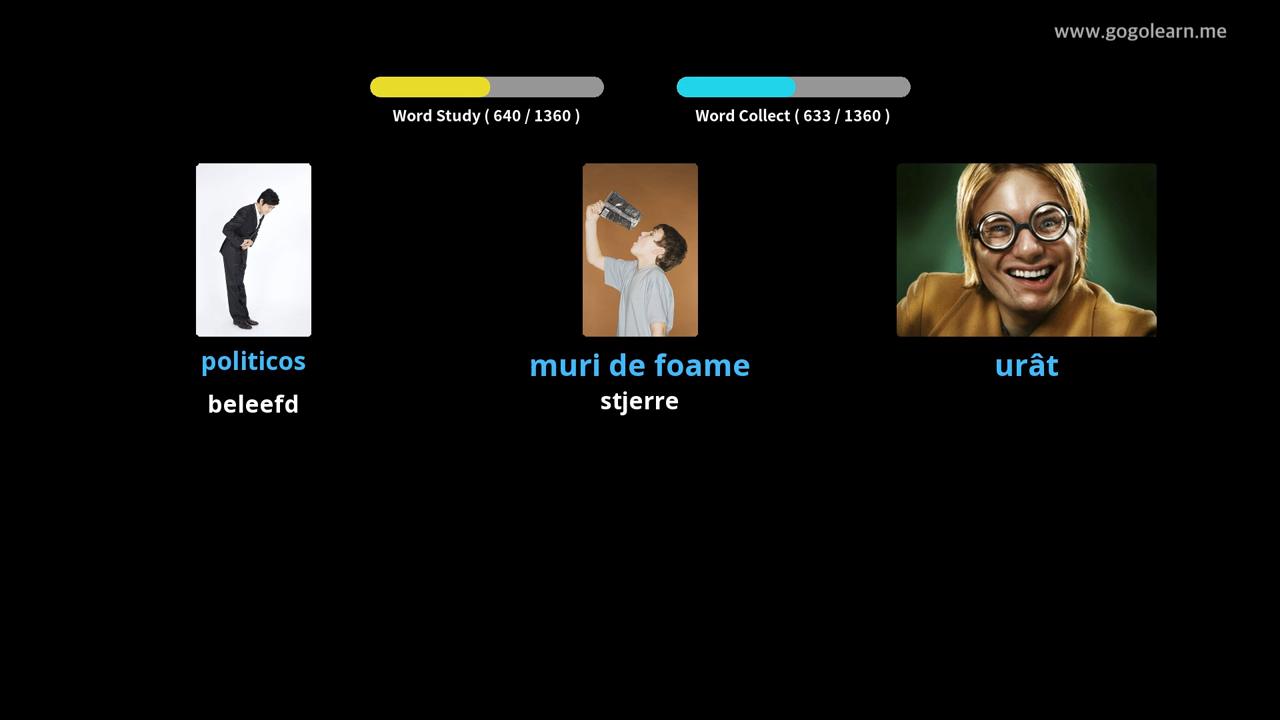 www.gogolearn.me
Word Study ( 640 / 1360 )
Word Collect ( 633 / 1360 )
politicos
beleefd
muri de foame
stjerre
urât